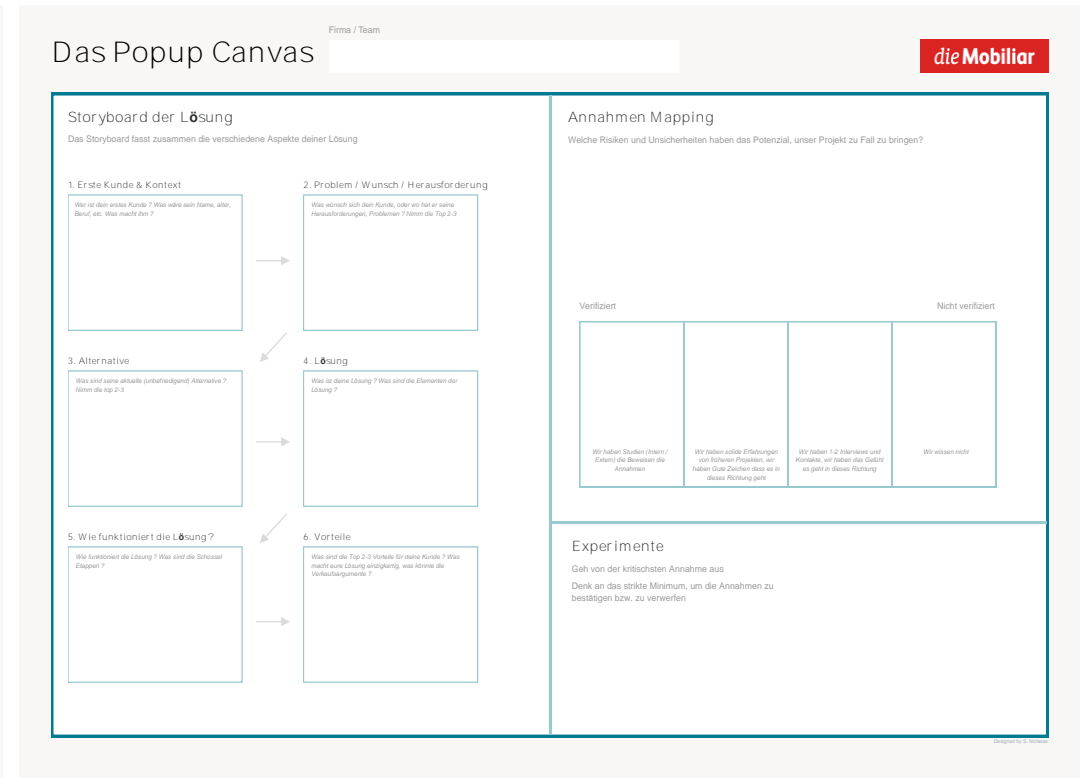 Firma / Team
Das Popup Canvas
die Mobiliar
Storyboard der Lösung
Das Storyboard fasst zusammen die verschiedene Aspekte deiner Lösung
1. Erste Kunde & Kontext
Wer ist dein erstes Kunde ? Was wäre sein Name, alter,
Beruf, etc. Was macht ihm ?
2. Problem / Wunsch / Herausforderung
Was wünsch sich dein Kunde, oder wo hat er seine
Herausforderungen, Problemen ? Nimm die Top 2-3
3. Alternative
Was sind seine aktuelle (unbefriedigend) Alternative ?
Nimm die top 2-3
4. Lösung
Was ist deine Lösung ? Was sind die Elementen der
Lösung ?
5. Wie funktioniert die Lösung ?
Wie funktioniert die Lösung ? Was sind die Schüssel
Etappen ?
6. Vorteile
Was sind die Top 2-3 Vorteile für deine Kunde ? Was
macht eure Lösung einzigkertig, was könnte die
Verkaufsargumente ?
Annahmen Mapping
Welche Risiken und Unsicherheiten haben das Potenzial, unser Projekt zu Fall zu bringen?
Verifiziert
Nicht verifiziert
Wir haben Studien (Intern /
Extern) die Beweisen die
Annahmen
Wir haben solide Erfahrungen
von früheren Projekten, wir
haben Gute Zeichen dass es in
dieses Richtung geht
Wir haben 1-2 Interviews und
Kontakte, wir haben das Gefühl
es geht in dieses Richtung
Wir wissen nicht
Experimente
Geh von der kritischsten Annahme aus
Denk an das strikte Minimum, um die Annahmen zu
bestätigen bzw. zu verwerfen
Designed by S.